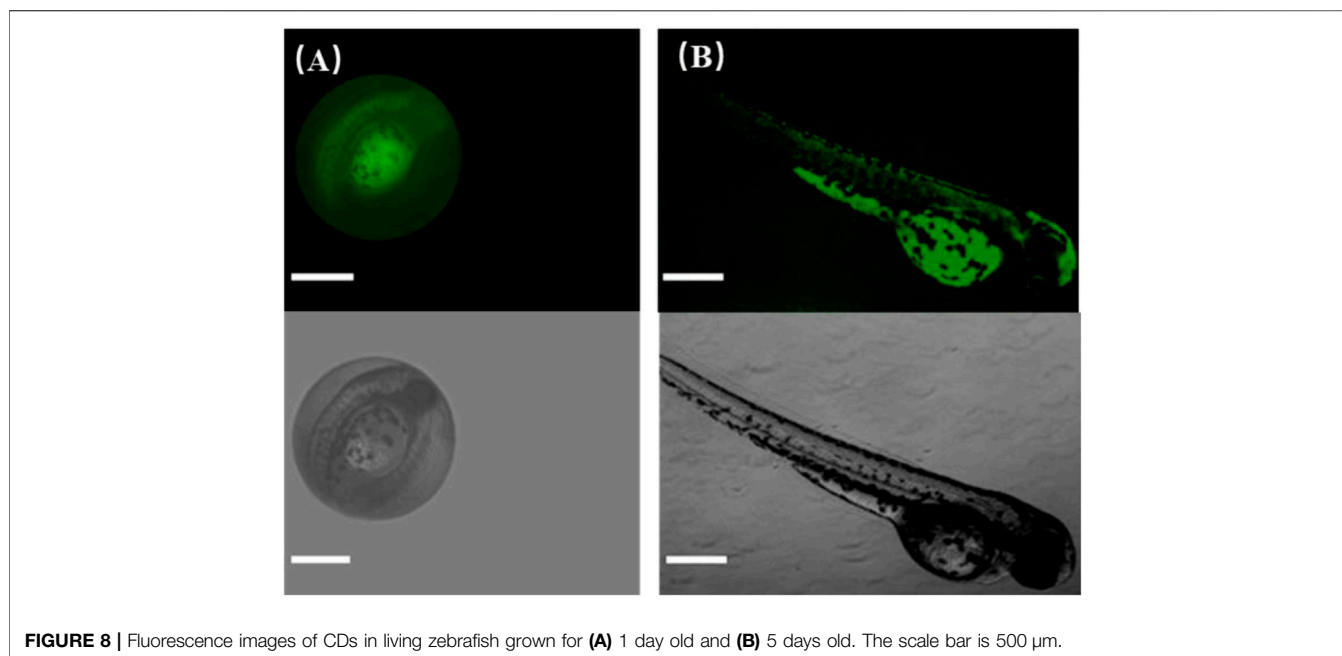 (A)
(B)
FIGURE 8 | Fluorescence images of CDs in living zebrafish grown for (A) 1 day old and (B) 5 days old. The scale bar is 500 μm.